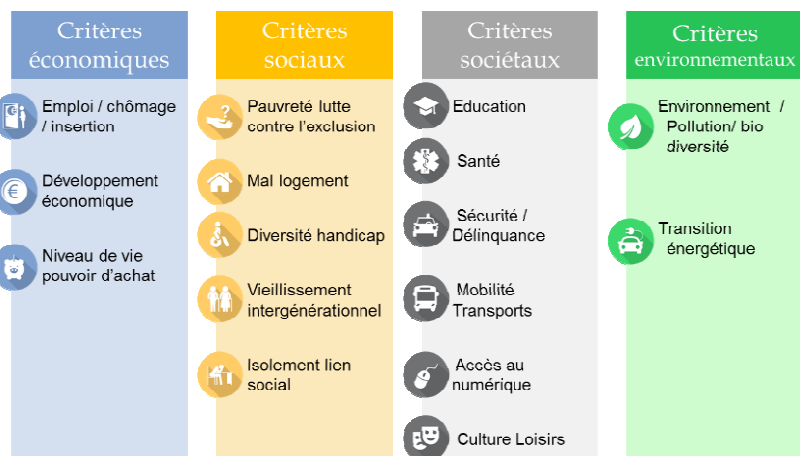 Critères
économiques
Emploi / chômage
/ insertion
Développement
économique
Niveau de vie
pouvoir d'achat
Critères
sociaux
Pauvreté lutte
contre l'exclusion
Mal logement
Diversité handicap
Vieillissement
intergénérationnel
Isolement lien
social
Critères
sociétaux
Education
Santé
Sécurité /
Délinquance
Mobilité
Transports
Accès au
numérique
Culture Loisirs
Critères
environnementaux
Environnement /
Pollution/ bio
diversité
Transition
énergétique